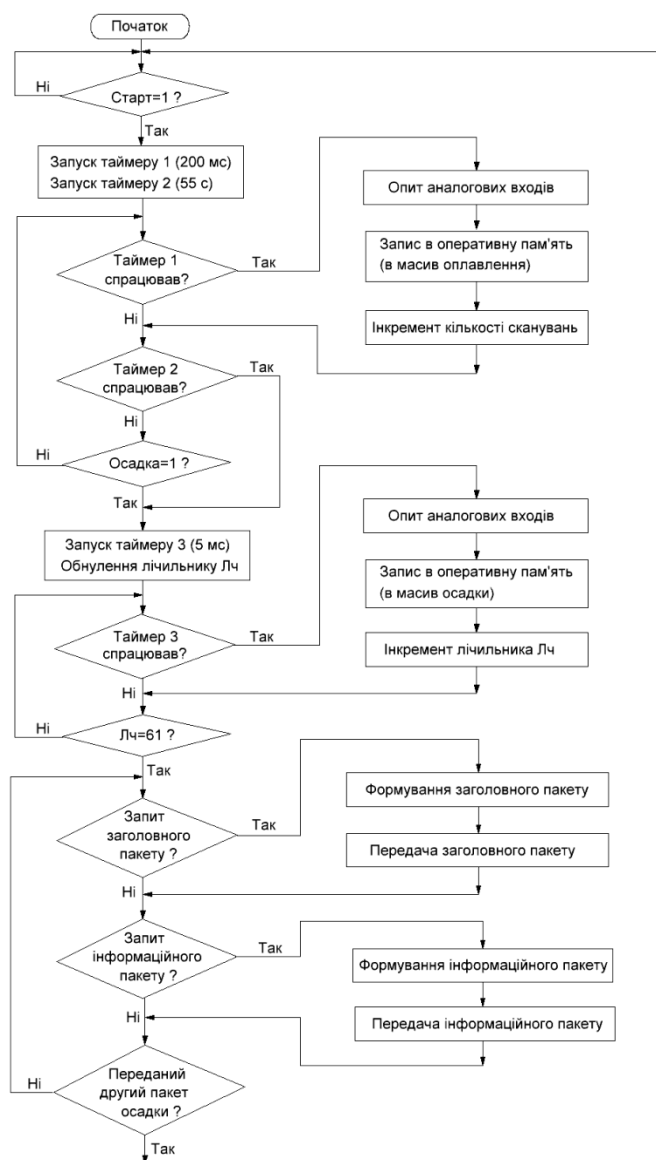 Початок
Ні
Старт=1 ?
Так
Запуск таймеру 1 (200 мс)
Запуск таймеру 2 (55 с)
Опит аналогових входів
Таймер 1
спрацював?
Так
Запис в оперативну пам'ять
(в масив оплавлення)
Ні
Інкремент кількості сканувань
Таймер 2
спрацював?
Так
Ні
Ні
Осадка=1 ?
Так
Опит аналогових входів
Запуск таймеру 3 (5 мс)
Обнулення лічильнику Лч
Запис в оперативну пам'ять
(в масив осадки)
Таймер 3
спрацював?
Так
Інкремент лічильника Лч
Ні
Ні
Лч=61 ?
Так
Формування заголовного пакету
Запит
заголовного
пакету ?
Так
Передача заголовного пакету
Ні
Запит
інформаційного
пакету ?
Так
Формування інформаційного пакету
Ні
Передача інформаційного пакету
Ні
Переданий
другий пакет
осадки ?
Так